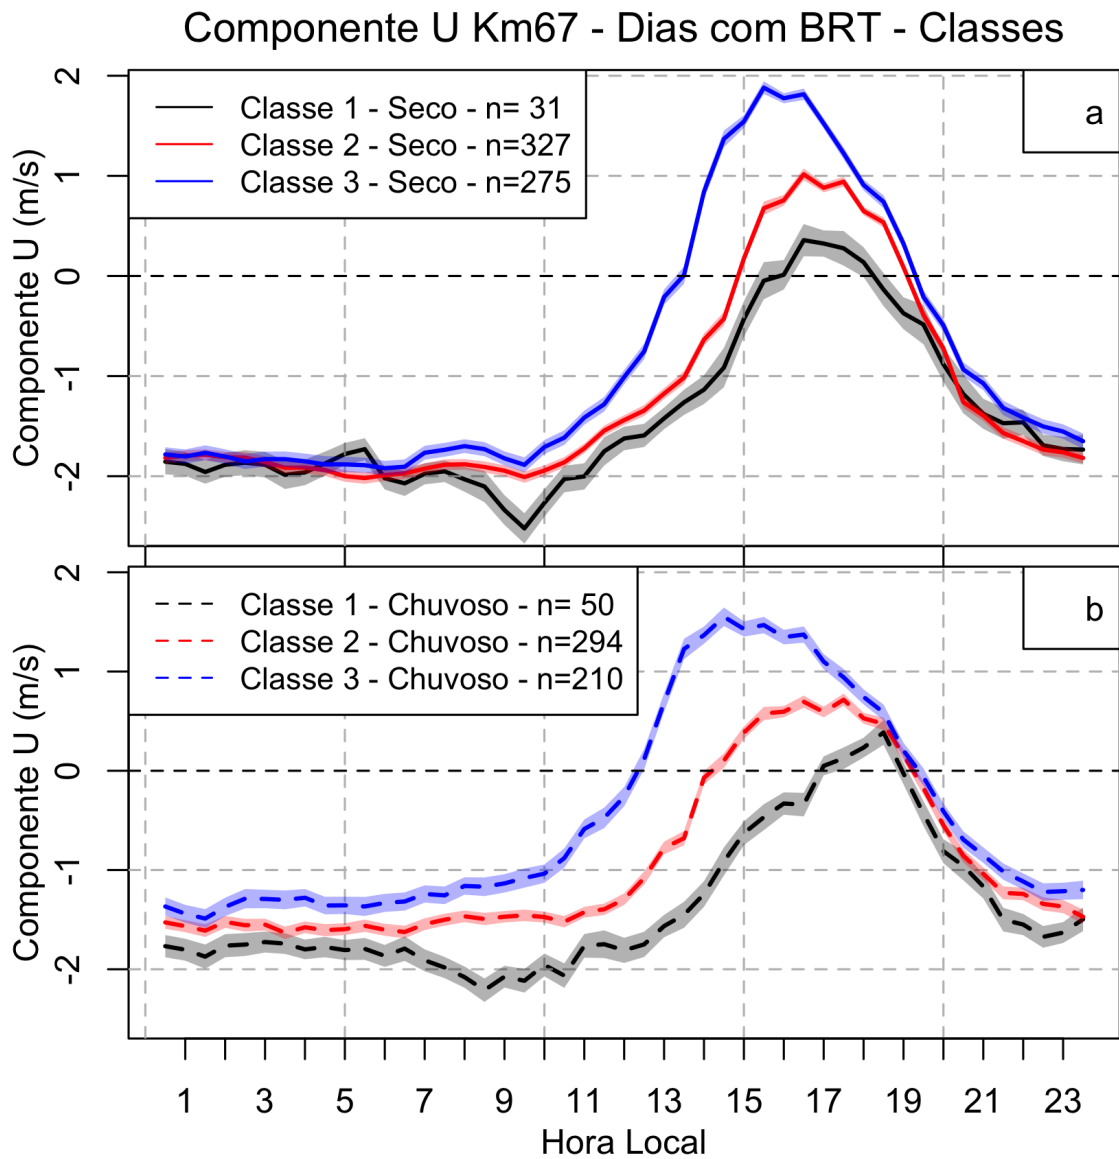 Componente U Km67 - Dias com BRT - Classes
Componente U (m/s)
2
1
0
-1
-2
Classe 1 - Seco - n= 31
Classe 2 - Seco - n=327
Classe 3 - Seco - n=275
a
Componente U (m/s)
2
1
0
-1
-2
Classe 1 - Chuvoso - n= 50
Classe 2 - Chuvoso - n=294
Classe 3 - Chuvoso - n=210
b
1 3 5 7 9 11 13 15 17 19 21 23
Hora Local